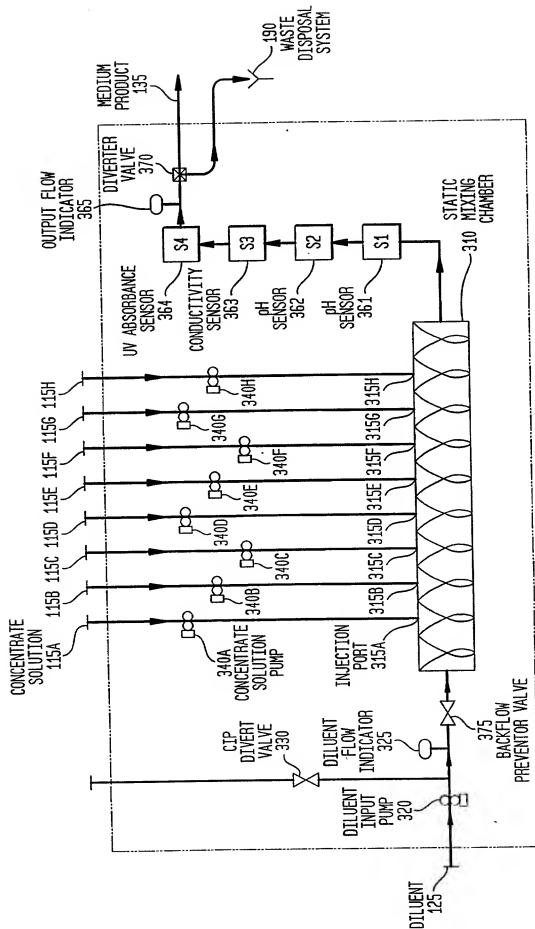 CONCENTRATE
SOLUTION
115A
115B
115C
115D
115E
115F
115G
115H
340A
CONCENTRATE
SOLUTION PUMP
340B
340C
340D
340E
340F
340G
340H
INJECTION
PORT
315A
315B
315C
315D
315E
315F
315G
315H
CIP
DIVERT
VALVE
330
DILUENT
FLOW
INDICATOR
325
DILUENT
INPUT
PUMP
320
DILUENT
125
375
BACKFLOW
PREVENTOR VALVE
STATIC
MIXING
CHAMBER
310
S1
S2
S3
S4
pH
SENSOR
361
pH
SENSOR
362
CONDUCTIVITY
SENSOR
363
UV ABSORBANCE
SENSOR
364
OUTPUT FLOW
INDICATOR
365
DIVERTER
VALVE
370
MEDIUM
PRODUCT
135
190
WASTE
DISPOSAL
SYSTEM